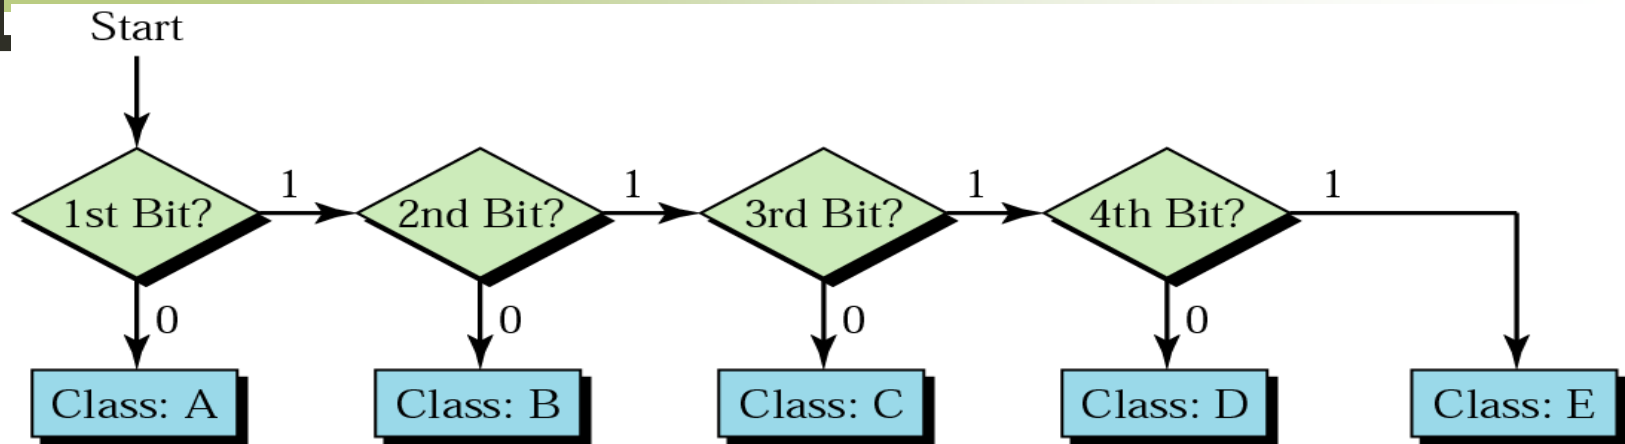 Start
1st Bit?
1
2nd Bit?
1
3rd Bit?
1
4th Bit?
1
0
0
0
0
Class: A
Class: B
Class: C
Class: D
Class: E